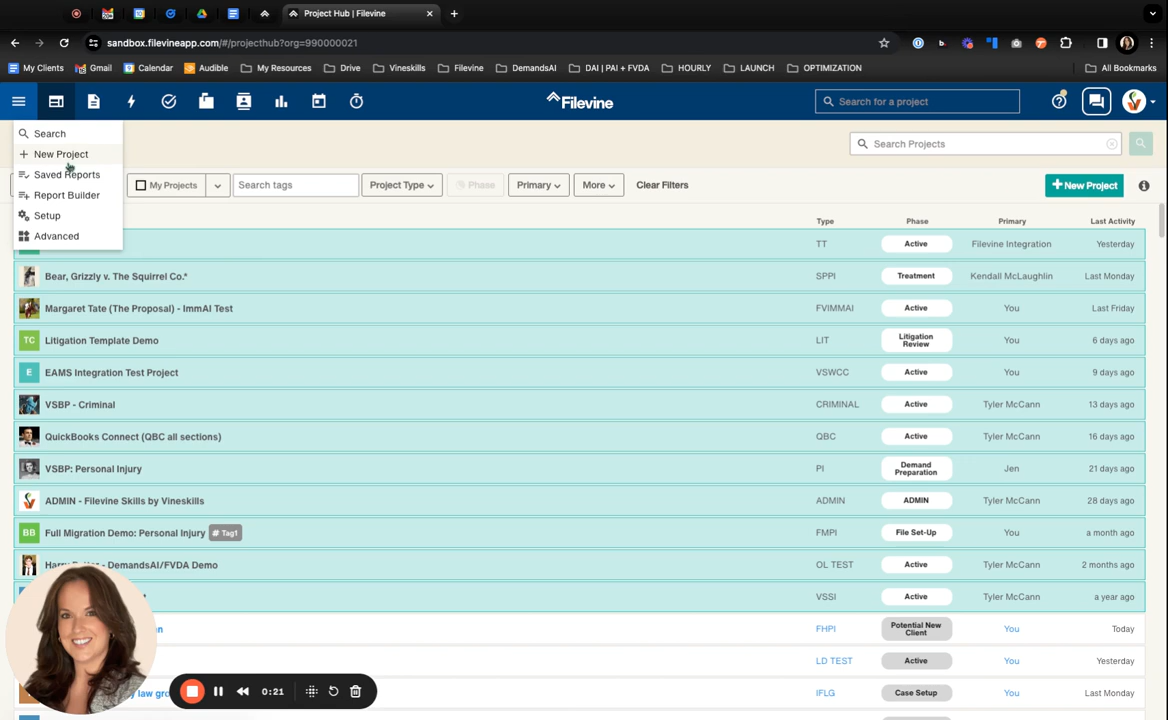 Project Hub | Filevine
sandbox.filevineapp.com/#/projecthub?org=990000021
My Clients Gmail Calendar Audible My Resources Drive Vineskills Filevine DemandsAI DAI | PAI + FVDA HOURLY LAUNCH OPTIMIZATION All Bookmarks
Filevine
Search for a project
Search
New Project
Saved Reports
Report Builder
Setup
Advanced
Search Projects
My Projects Search tags Project Type Phase Primary More Clear Filters +New Project
Type Phase Primary Last Activity
TT Active Filevine Integration Yesterday
Bear, Grizzly v. The Squirrel Co.* SPPI Treatment Kendall McLaughlin Last Monday
Margaret Tate (The Proposal) - ImmAI Test FVIMMAI Active You Last Friday
TC Litigation Template Demo LIT Litigation Review You 6 days ago
E EAMS Integration Test Project VSWCC Active You 9 days ago
VSBP - Criminal CRIMINAL Active Tyler McCann 13 days ago
QuickBooks Connect (QBC all sections) QBC Active Tyler McCann 16 days ago
VSBP: Personal Injury PI Demand Preparation Jen 21 days ago
ADMIN - Filevine Skills by Vineskills ADMIN ADMIN Tyler McCann 28 days ago
BB Full Migration Demo: Personal Injury # Tag1 FMPI File Set-Up You a month ago
DemandsAI/FVDA Demo OL TEST Active Tyler McCann 2 months ago
VSSI Active Tyler McCann a year ago
FHPI Potential New Client You Today
LD TEST Active You Yesterday
IFLG Case Setup You Last Monday
0:21